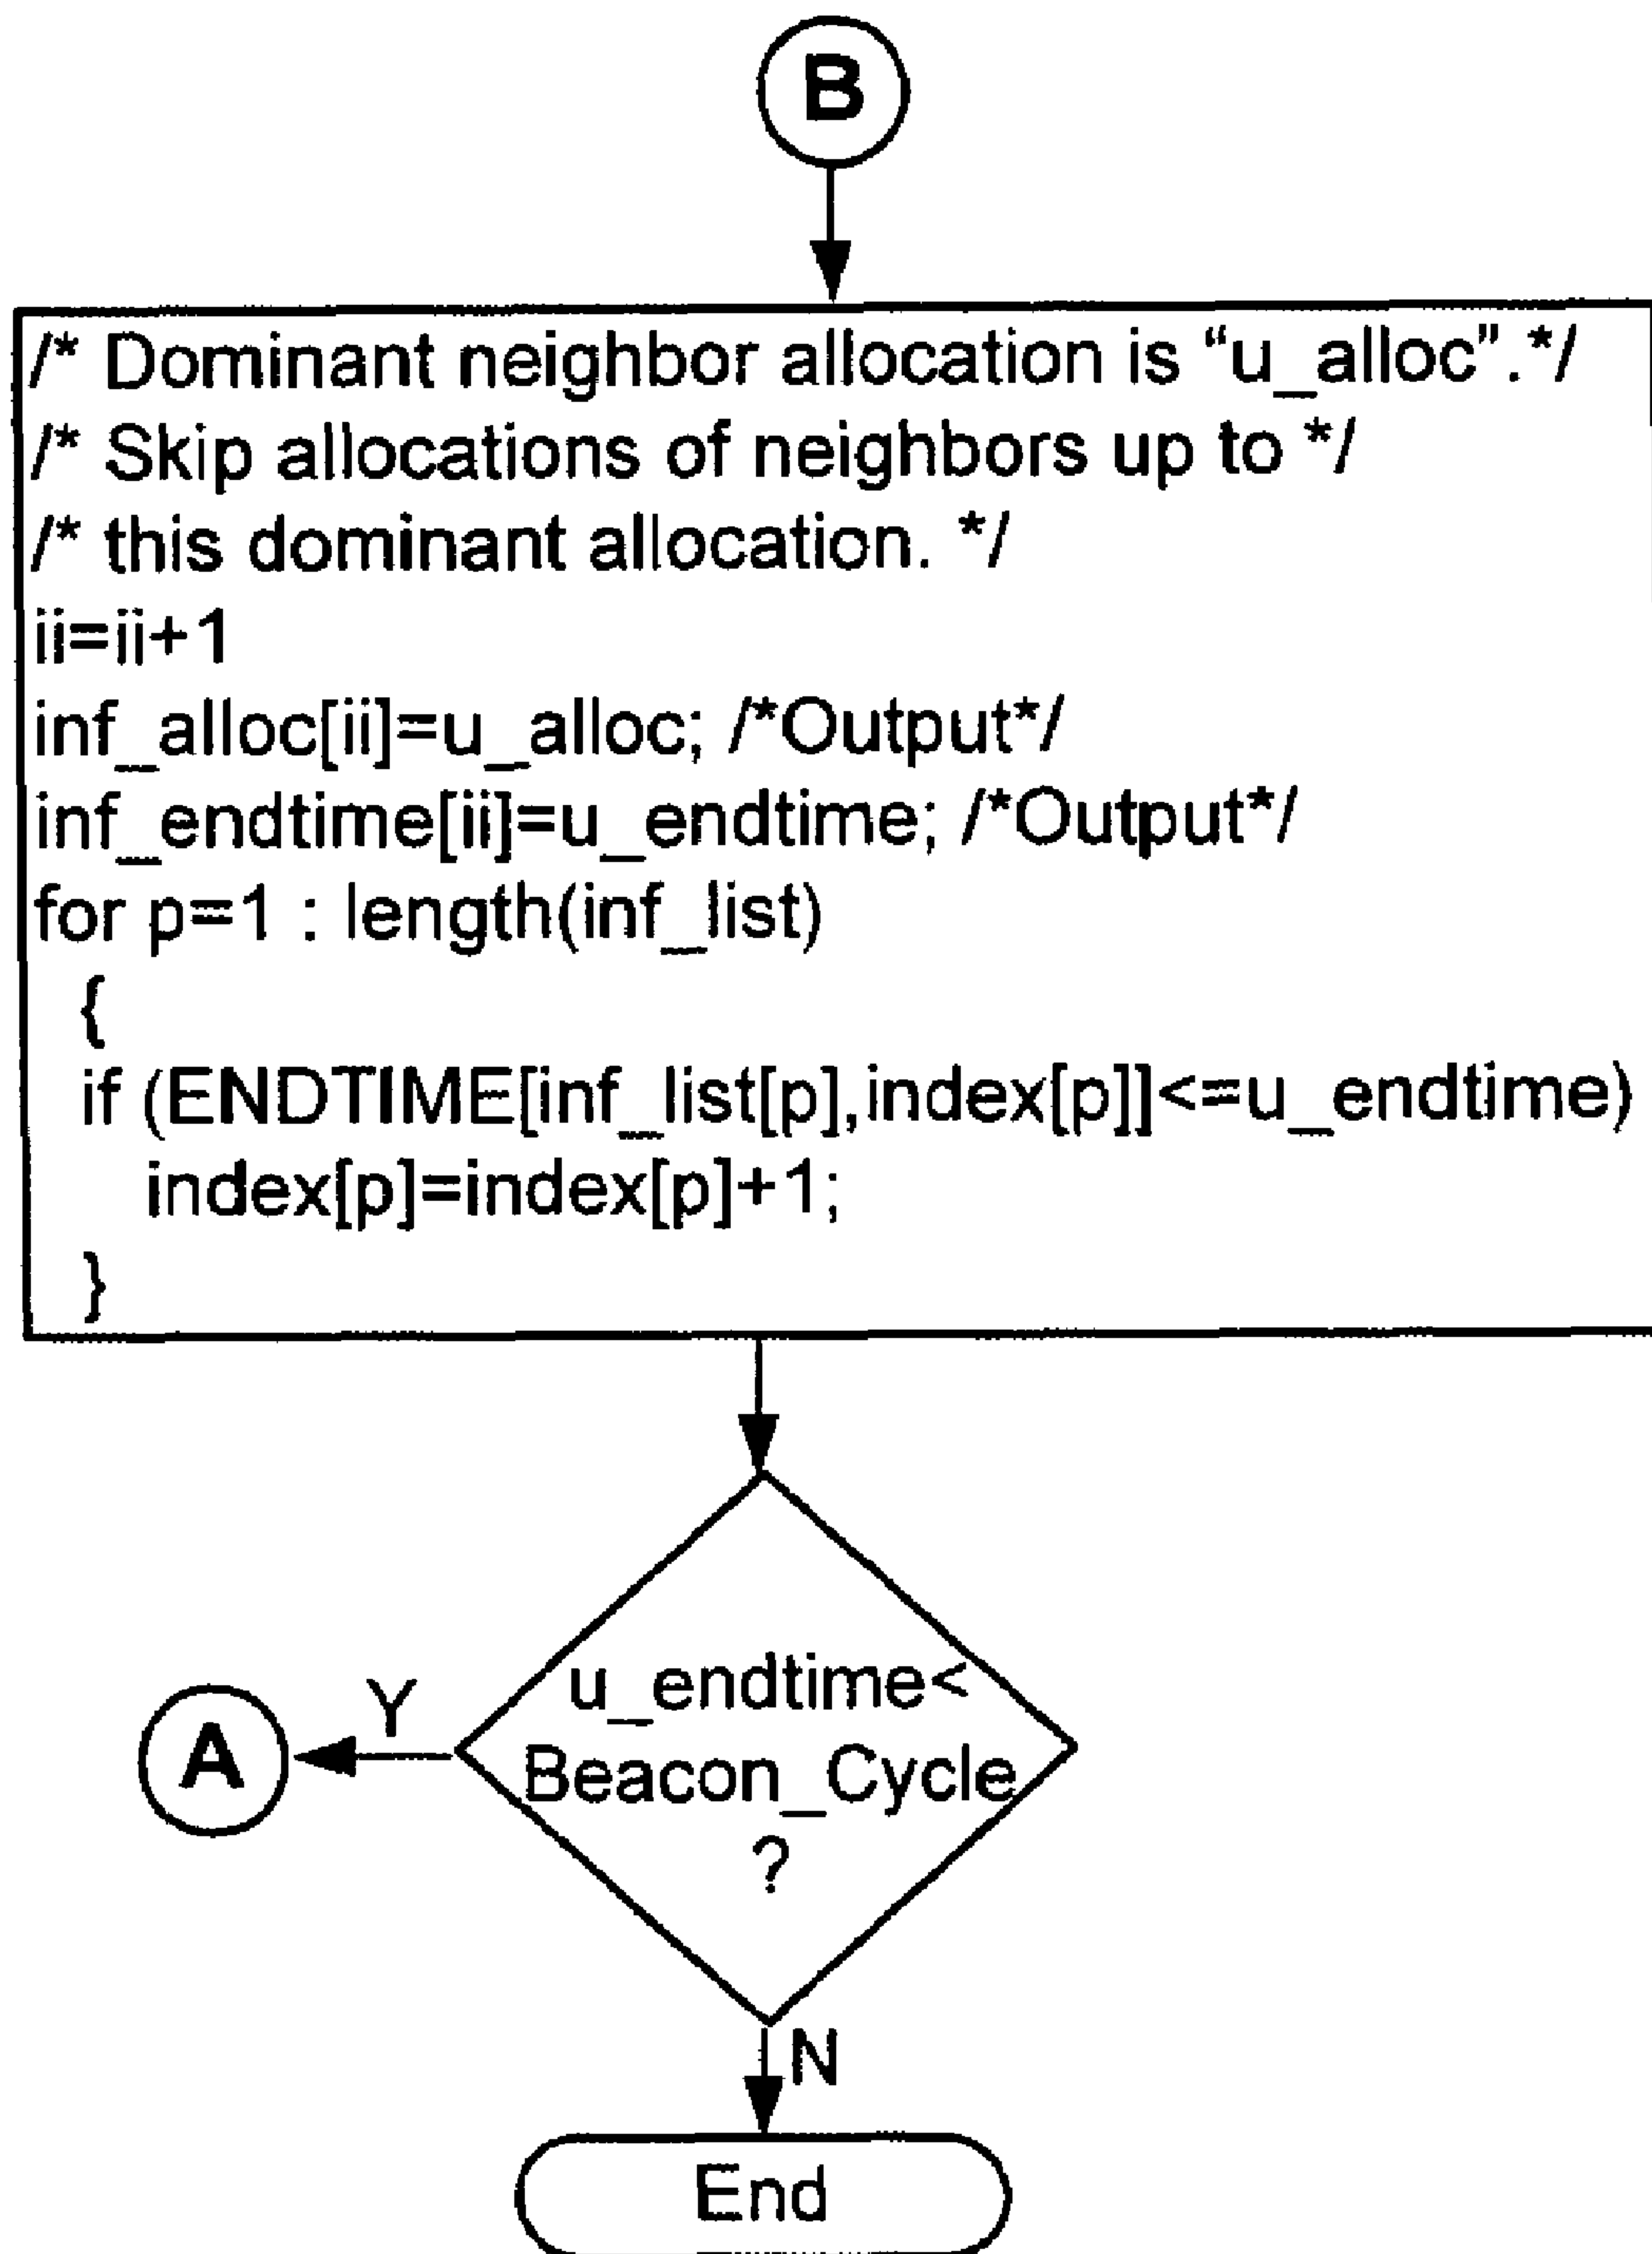 B
/* Dominant neighbor allocation is “u_alloc”.*/
/* Skip allocations of neighbors up to */
/* this dominant allocation. */
ii=ii+1
inf_alloc[ii]=u_alloc; /*Output*/
inf_endtime[ii]=u_endtime; /*Output*/
for p=1 : length(inf_list)
{
if (ENDTIME[inf_list[p],index[p]]<=u_endtime)
index[p]=index[p]+1;
}
u_endtime<
Beacon_Cycle
?
Y
A
N
End